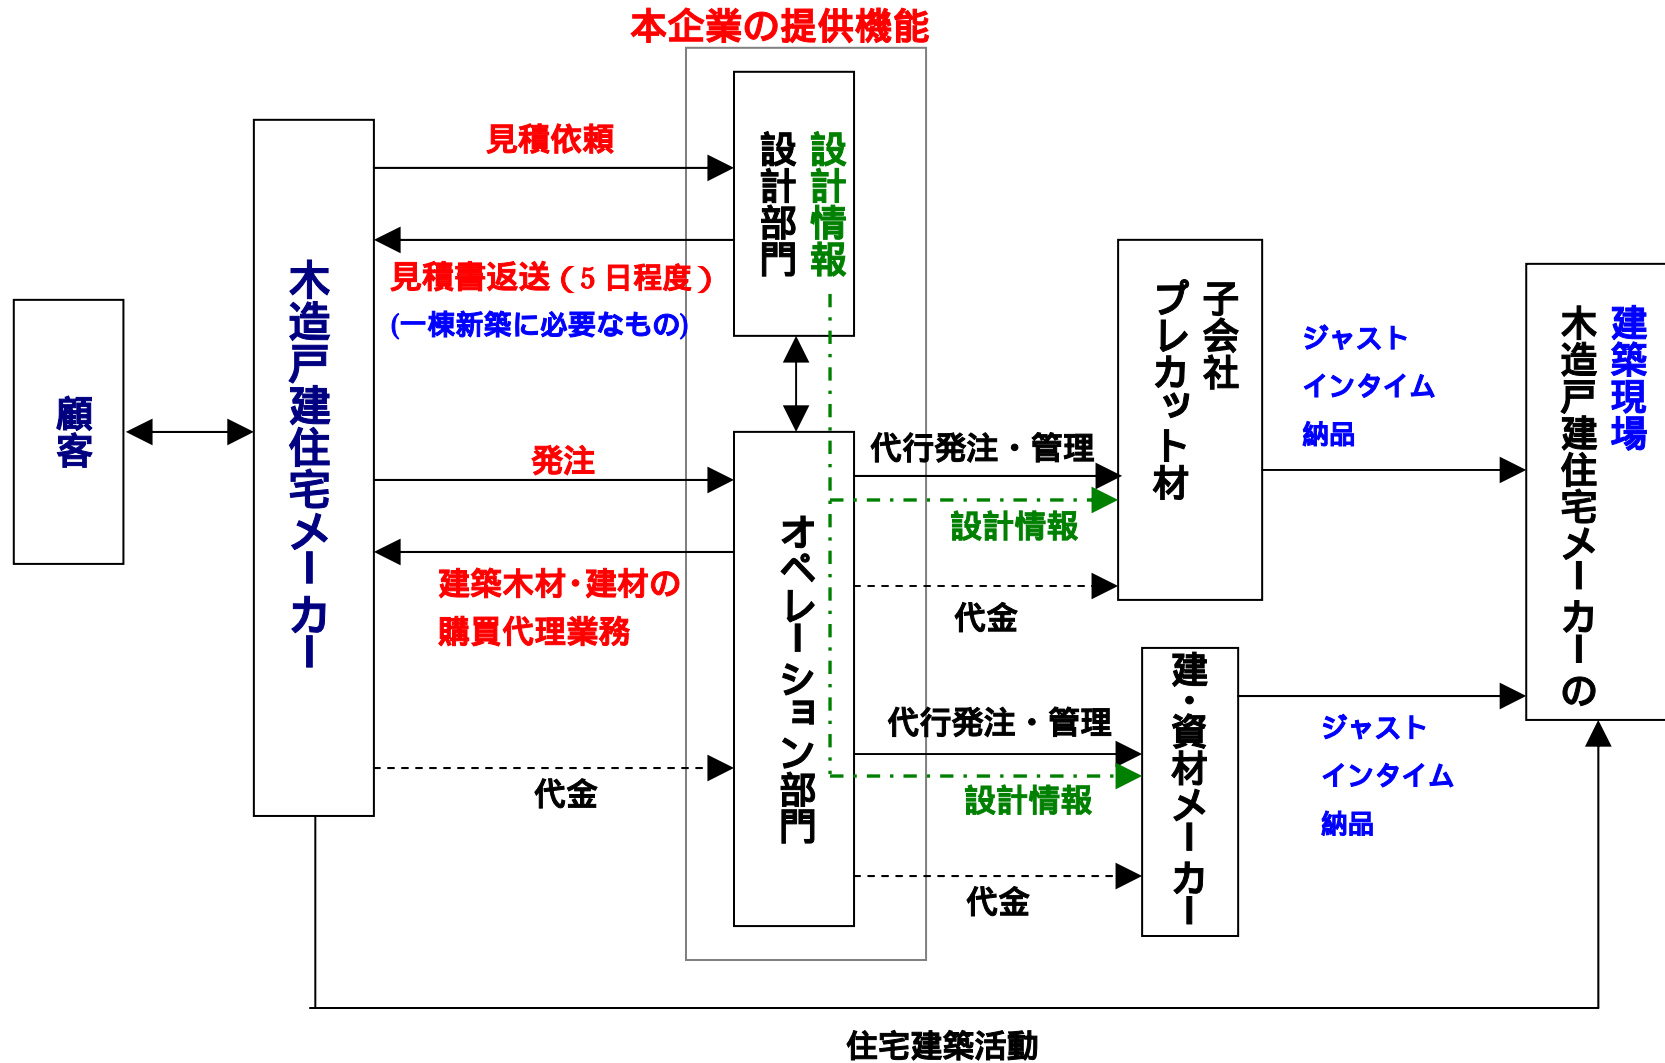 本企業の提供機能
顧客
木造戸建住宅メーカー
見積依頼
見積書返送(5日程度)
(一棟新築に必要なもの)
発注
建築木材・建材の
購買代理業務
代金
設計情報
設計部門
オペレーション部門
代行発注・管理
設計情報
代金
代行発注・管理
設計情報
代金
子会社
プレカット材
建・資材メーカー
ジャスト
インタイム
納品
ジャスト
インタイム
納品
建築現場
木造戸建住宅メーカーの
住宅建築活動